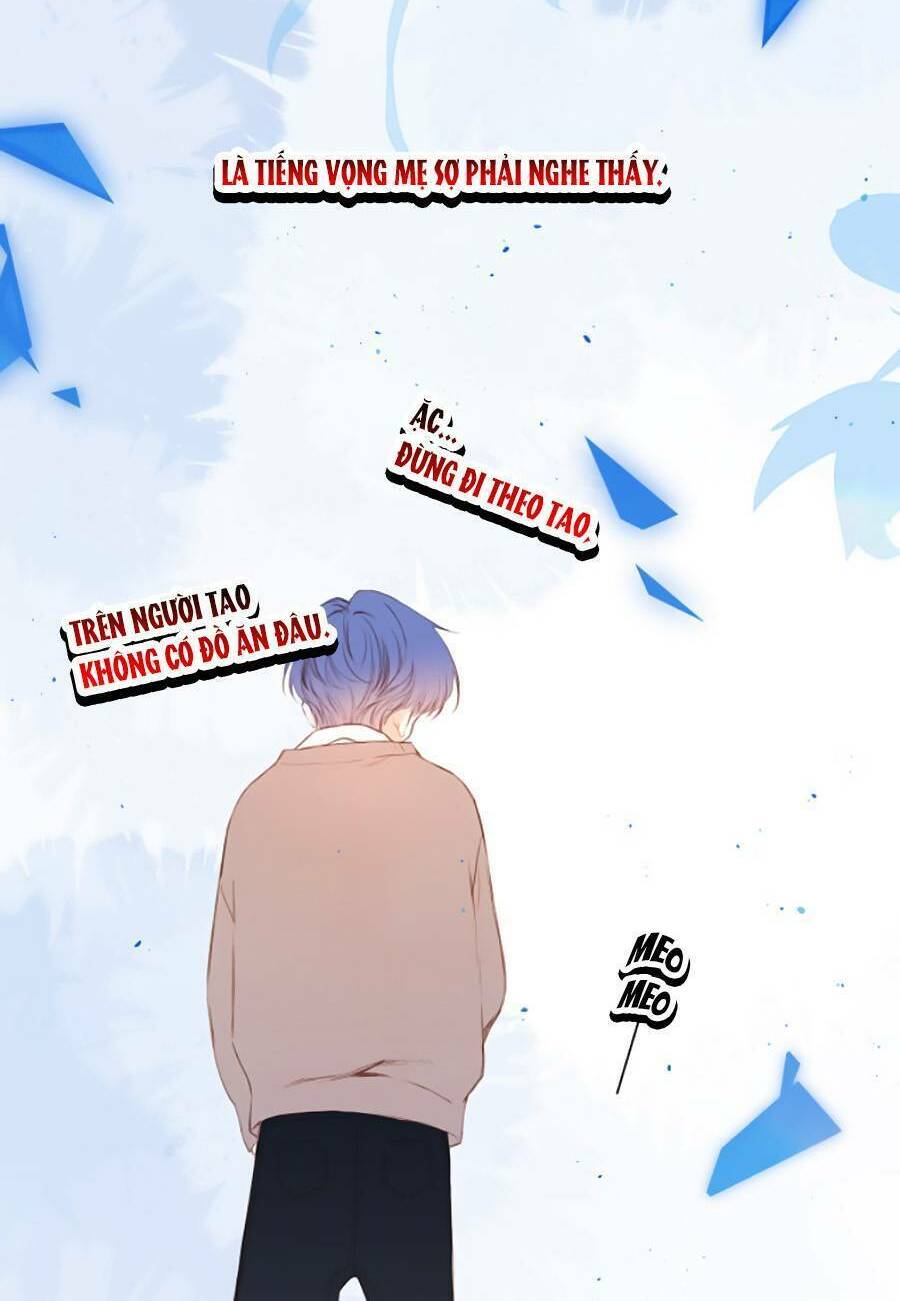 LÀ TIẾNG VỌNG MẸ SỢ PHẢI NGHE THẤY.
ẶC...
ĐỪNG ĐI THEO TAO,
TRÊN NGƯỜI TAO
KHÔNG CÓ ĐỒ ĂN ĐÂU.
MEO
MEO